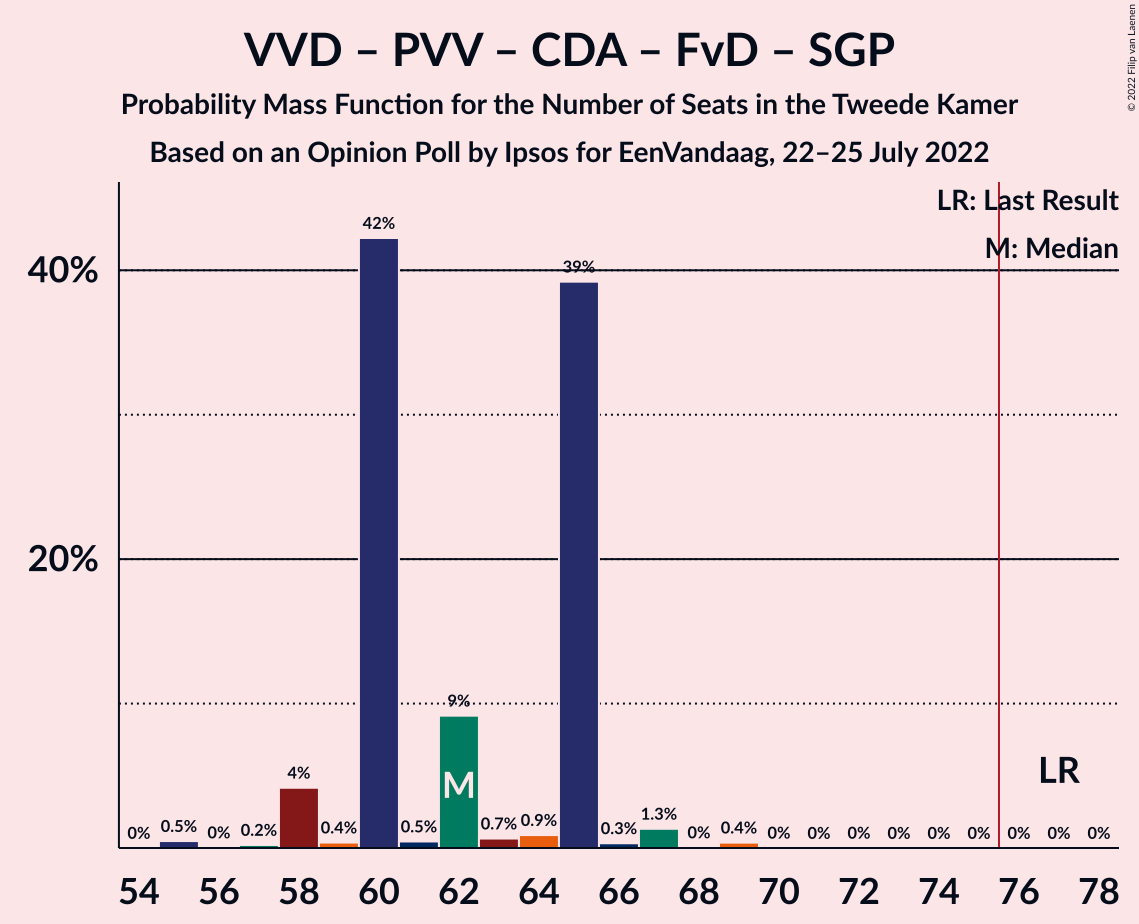 VVD – PVV – CDA – FvD – SGP
Probability Mass Function for the Number of Seats in the Tweede Kamer
Based on an Opinion Poll by Ipsos for EenVandaag, 22–25 July 2022
© 2022 Filip van Laenen
LR: Last Result
M: Median
40%
20%
42%
39%
9%
4%
0% 0.5% 0% 0.2% 0.4% 0.5% 0.7% 0.9% 0.3% 1.3% 0% 0.4% 0% 0% 0% 0% 0% 0% 0% 0% 0%
M
LR
54 56 58 60 62 64 66 68 70 72 74 76 78